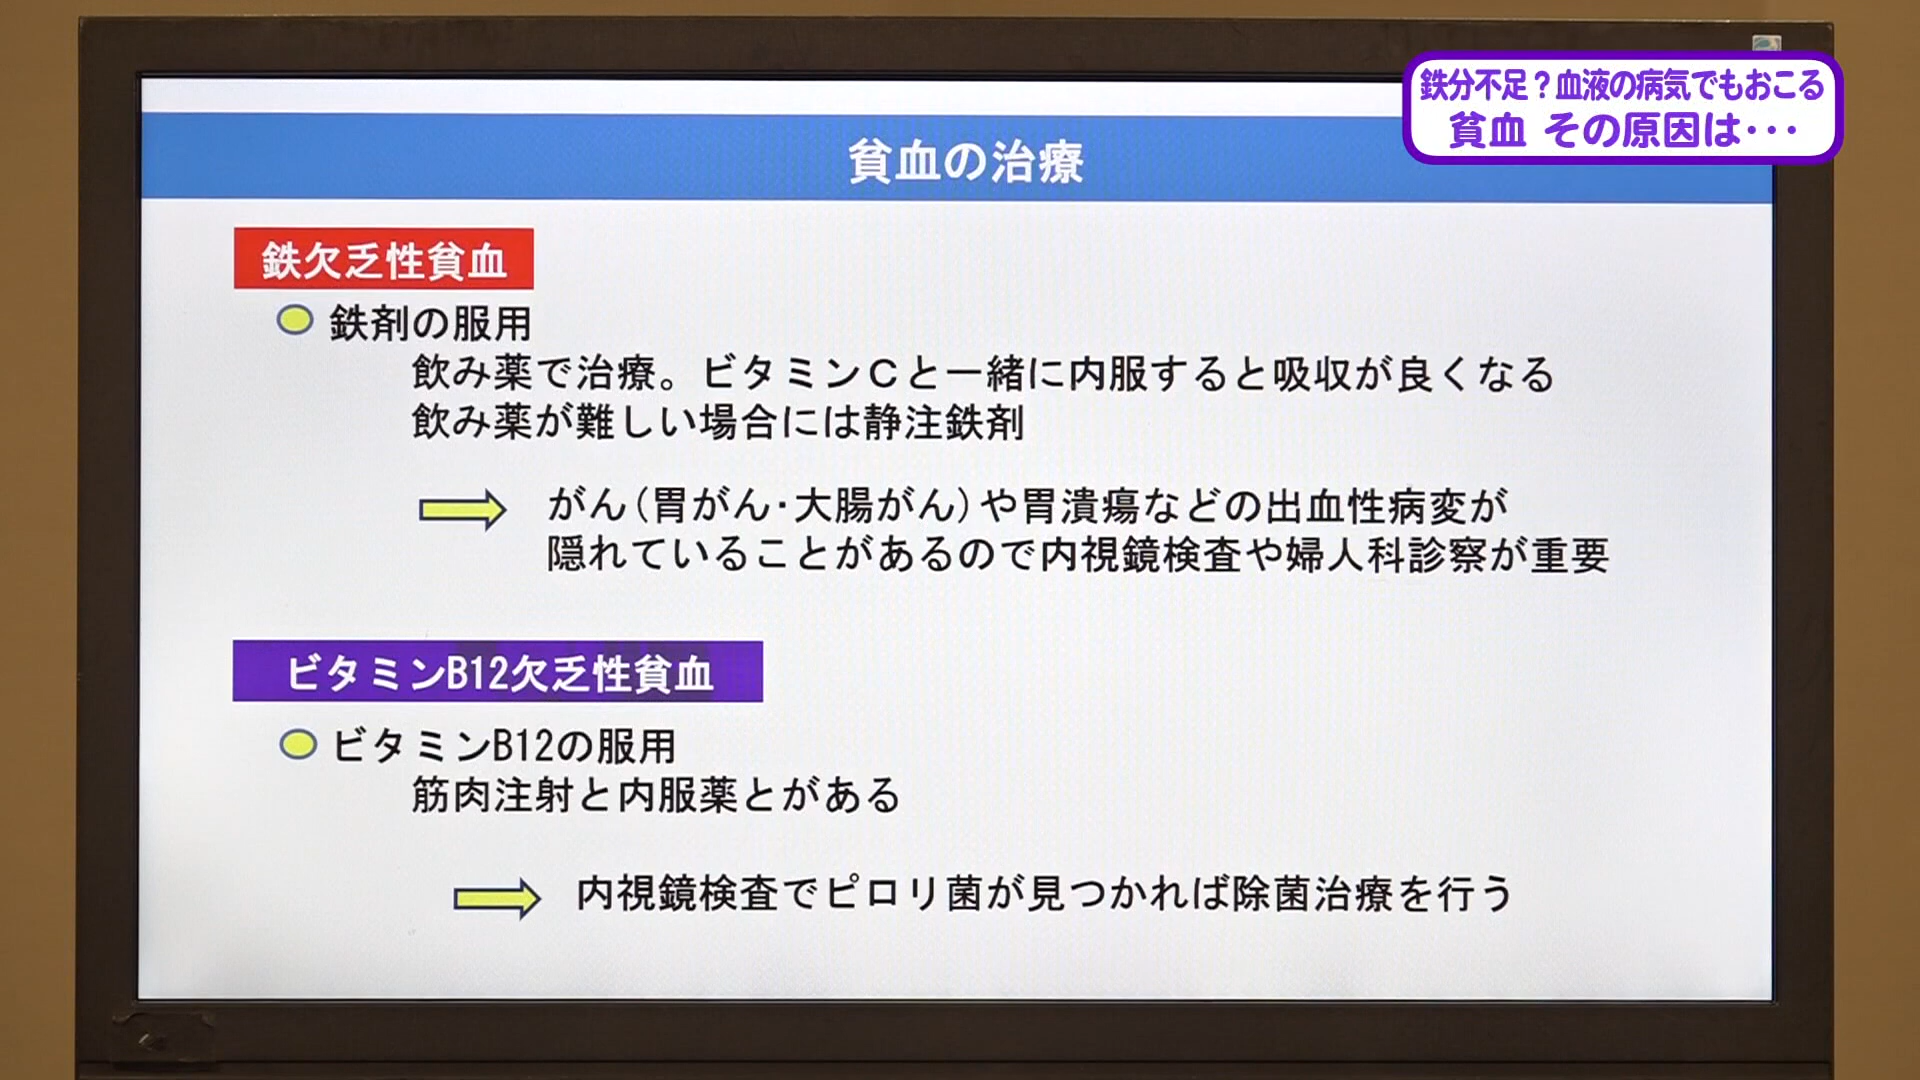 鉄分不足？血液の病気でもおこる
貧血 その原因は･･･
貧血の治療
鉄欠乏性貧血
鉄剤の服用
飲み薬で治療。ビタミンＣと一緒に内服すると吸収が良くなる
飲み薬が難しい場合には静注鉄剤
がん(胃がん･大腸がん)や胃潰瘍などの出血性病変が
隠れていることがあるので内視鏡検査や婦人科診察が重要
ビタミンB12欠乏性貧血
ビタミンB12の服用
筋肉注射と内服薬とがある
内視鏡検査でピロリ菌が見つかれば除菌治療を行う